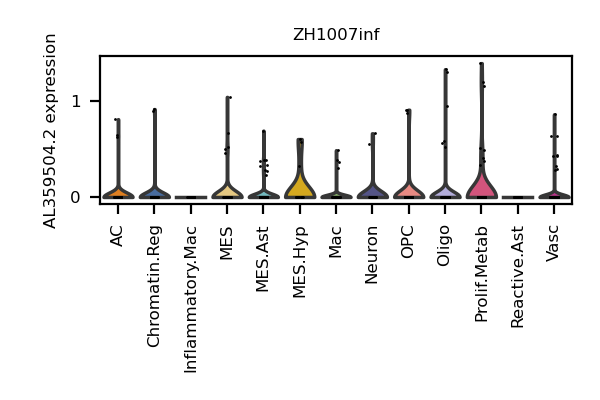 ZH1007inf
AL359504.2 expression
1
0
AC
Chromatin.Reg
Inflammatory.Mac
MES
MES.Ast
MES.Hyp
Mac
Neuron
OPC
Oligo
Prolif.Metab
Reactive.Ast
Vasc